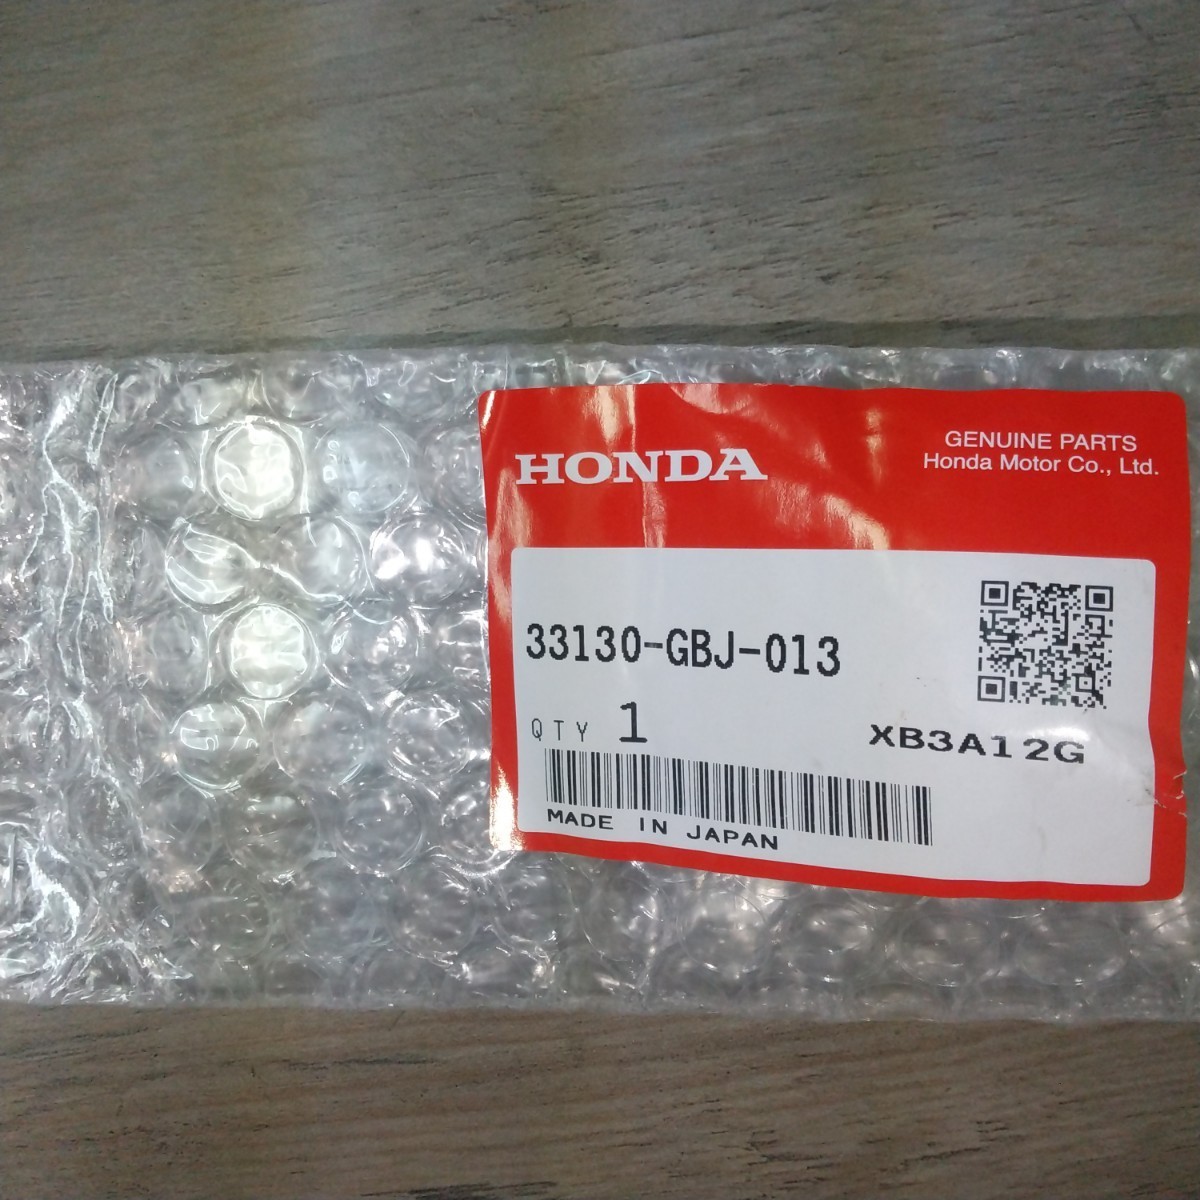 HONDA
GENUINE PARTS
Honda Motor Co., Ltd.
33130-GBJ-013
QTY 1
XB3A12G
MADE IN JAPAN